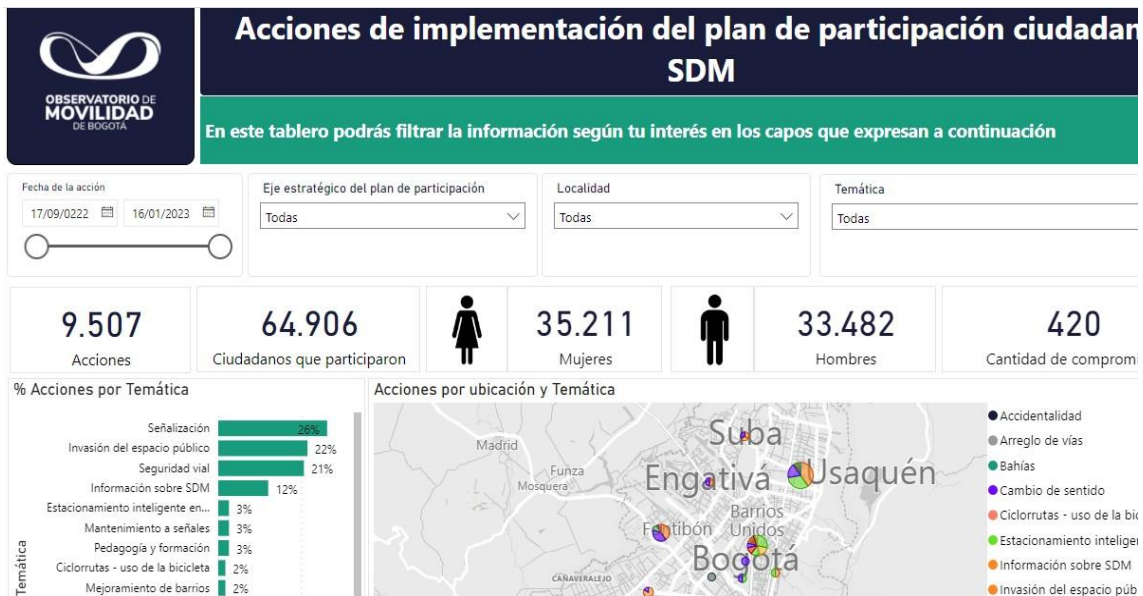 OBSERVATORIO DE
MOVILIDAD
DE BOGOTÁ
Acciones de implementación del plan de participación ciudadan
SDM
En este tablero podrás filtrar la información según tu interés en los capos que expresan a continuación
Fecha de la acción
17/09/0222 16/01/2023
Eje estratégico del plan de participación
Todas
Localidad
Todas
Temática
Todas
9.507
Acciones
64.906
Ciudadanos que participaron
35.211
Mujeres
33.482
Hombres
420
Cantidad de comprom
% Acciones por Temática
Temática
Señalización 26%
Invasión del espacio público 22%
Seguridad vial 21%
Información sobre SDM 12%
Estacionamiento inteligente en... 3%
Mantenimiento a señales 3%
Pedagogía y formación 3%
Ciclorrutas - uso de la bicicleta 2%
Mejoramiento de barrios 2%
Acciones por ubicación y Temática
Suba
Madrid
Usaquén
Funza
Engativá
Mosquera
Barrios
Fontibón Unidos
Bogotá
CAÑAVERALEJO
Accidentalidad
Arreglo de vías
Bahías
Cambio de sentido
Ciclorrutas - uso de la bic
Estacionamiento inteliger
Información sobre SDM
Invasión del espacio púb